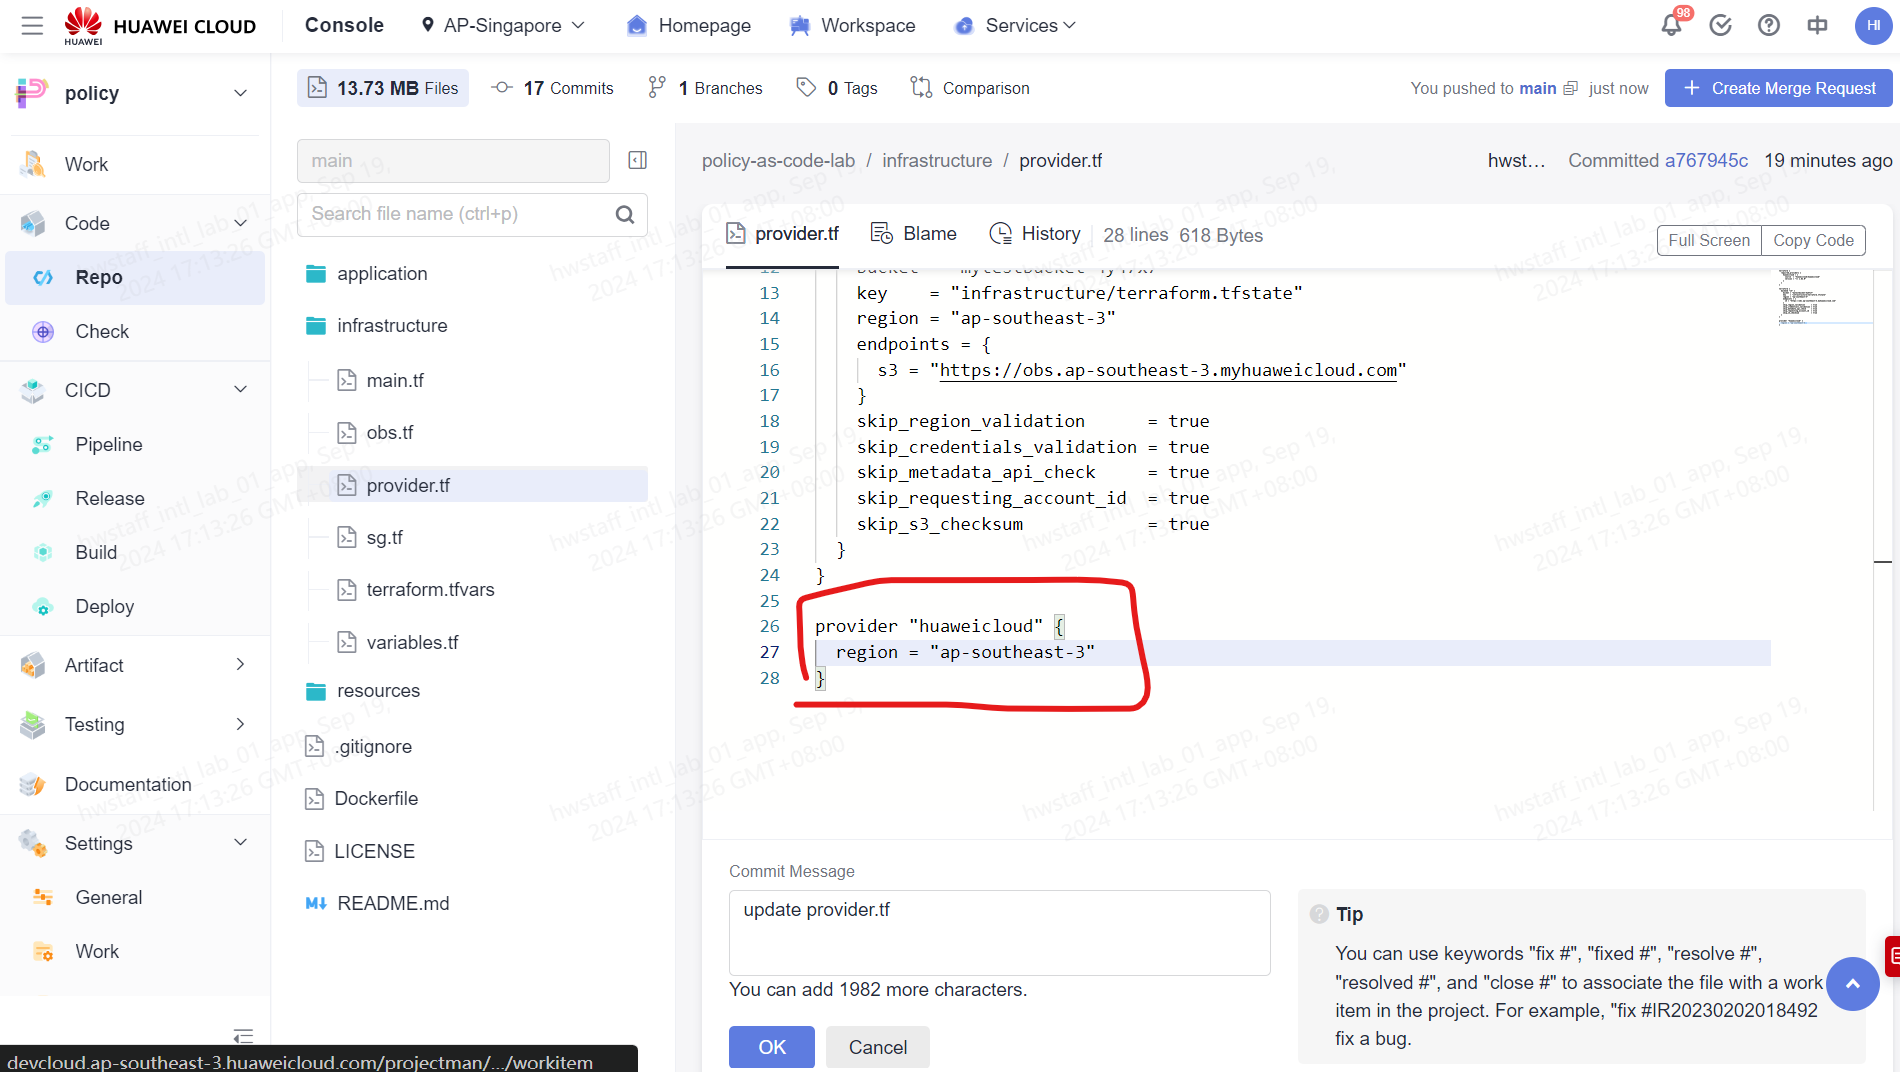 HUAWEI
HUAWEI CLOUD
Console
AP-Singapore
Homepage
Workspace
Services
98
HI
policy
Work
Code
Repo
Check
CICD
Pipeline
Release
Build
Deploy
Artifact
Testing
Documentation
Settings
General
Work
devcloud.ap-southeast-3.huaweicloud.com/projectman/.../workitem
13.73 MB Files
17 Commits
1 Branches
0 Tags
Comparison
You pushed to main just now
Create Merge Request
main
Search file name (ctrl+p)
application
infrastructure
main.tf
obs.tf
provider.tf
sg.tf
terraform.tfvars
variables.tf
resources
.gitignore
Dockerfile
LICENSE
README.md
policy-as-code-lab / infrastructure / provider.tf
hwst... Committed a767945c 19 minutes ago
provider.tf
Blame
History
28 lines 618 Bytes
Full Screen
Copy Code
13 key = "infrastructure/terraform.tfstate"
14 region = "ap-southeast-3"
15 endpoints = {
16 s3 = "https://obs.ap-southeast-3.myhuaweicloud.com"
17 }
18 skip_region_validation = true
19 skip_credentials_validation = true
20 skip_metadata_api_check = true
21 skip_requesting_account_id = true
22 skip_s3_checksum = true
23 }
24 }
25
26 provider "huaweicloud" {
27 region = "ap-southeast-3"
28 }
Commit Message
update provider.tf
You can add 1982 more characters.
OK
Cancel
Tip
You can use keywords "fix #", "fixed #", "resolve #",
"resolved #", and "close #" to associate the file with a work
item in the project. For example, "fix #IR20230202018492
fix a bug.
hwstaff_intl_lab_01_app, Sep 19,
2024 17:13:26 GMT+08:00